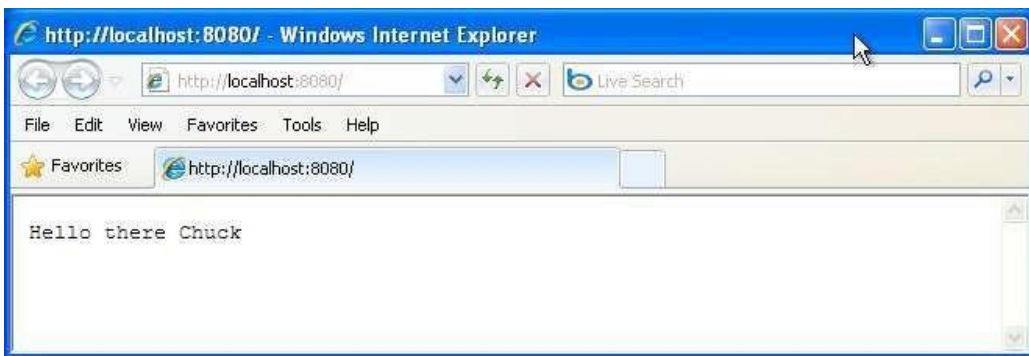 http://localhost:8080/ - Windows Internet Explorer
http://localhost:8080/ Live Search
File Edit View Favorites Tools Help
Favorites http://localhost:8080/
Hello there Chuck